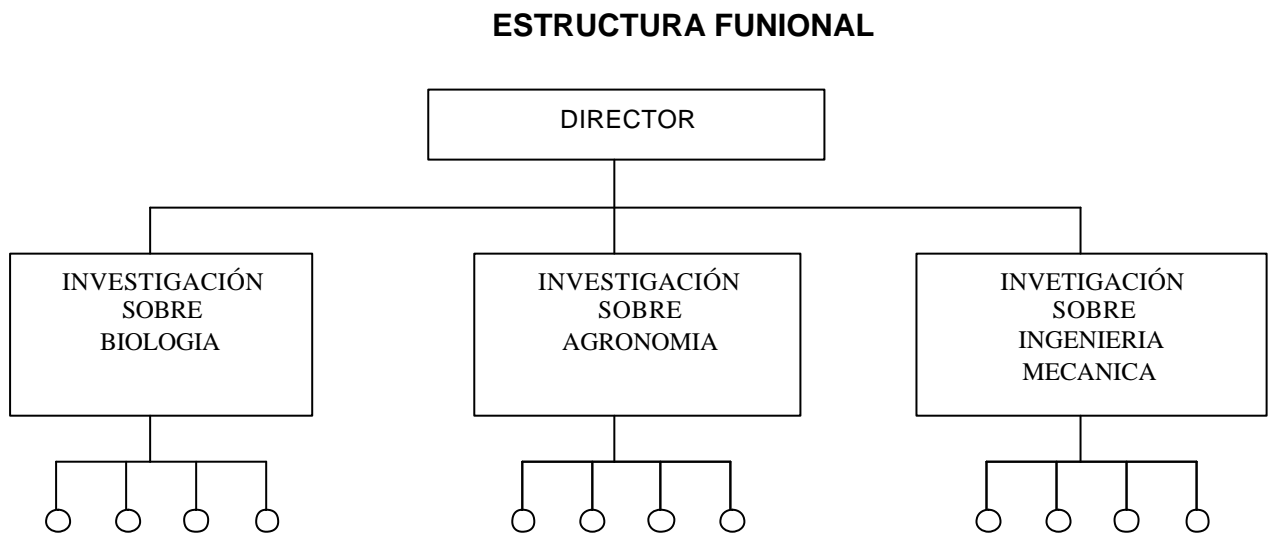 ESTRUCTURA FUNIONAL
DIRECTOR
INVESTIGACIÓN
SOBRE
BIOLOGIA
INVESTIGACIÓN
SOBRE
AGRONOMIA
INVETIGACIÓN
SOBRE
INGENIERIA
MECANICA